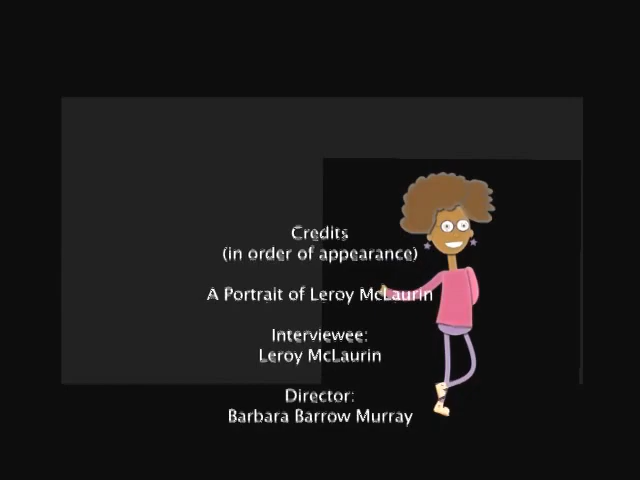 Credits
(in order of appearance)
A Portrait of Leroy McLaurin
Interviewee:
Leroy McLaurin
Director:
Barbara Barrow Murray